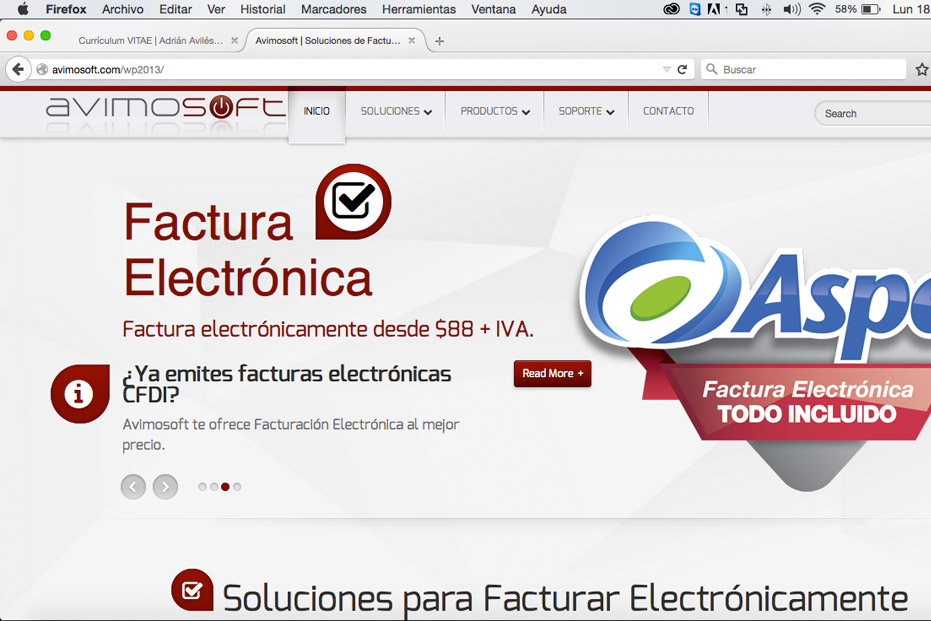 Firefox Archivo Editar Ver Historial Marcadores Herramientas Ventana Ayuda 58% Lun 18
Currículum VITAE | Adrián Avilés... Avimosoft | Soluciones de Factu...
avimosoft.com/wp2013/ Buscar
avimosoft INICIO SOLUCIONES PRODUCTOS SOPORTE CONTACTO Search
Factura
Electrónica
Factura electrónicamente desde $88 + IVA.
¿Ya emites facturas electrónicas
CFDI?
Read More +
Avimosoft te ofrece Facturación Electrónica al mejor
precio.
Aspe
Factura Electrónica
TODO INCLUIDO
Soluciones para Facturar Electrónicamente